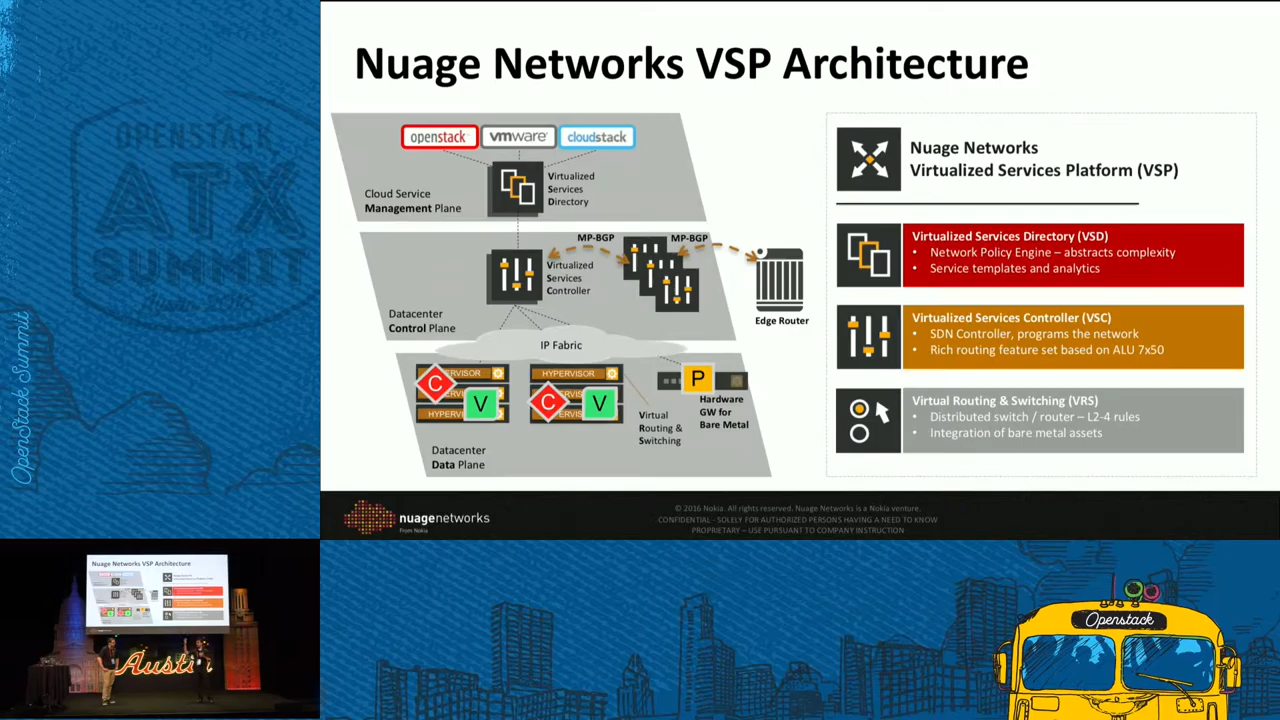 Nuage Networks VSP Architecture
openstack
vmware
cloudstack
Virtualized
Services
Directory
Cloud Service
Management Plane
MP-BGP
MP-BGP
Virtualized
Services
Controller
Edge Router
Datacenter
Control Plane
IP Fabric
HYPERVISOR
C
V
P
Hardware
GW for
Bare Metal
Virtual
Routing &
Switching
Datacenter
Data Plane
Nuage Networks
Virtualized Services Platform (VSP)
Virtualized Services Directory (VSD)
• Network Policy Engine – abstracts complexity
• Service templates and analytics
Virtualized Services Controller (VSC)
• SDN Controller, programs the network
• Rich routing feature set based on ALU 7x50
Virtual Routing & Switching (VRS)
• Distributed switch / router – L2-4 rules
• Integration of bare metal assets
nuagenetworks
From Nokia
© 2016 Nokia. All rights reserved. Nuage Networks is a Nokia venture.
CONFIDENTIAL - SOLELY FOR AUTHORIZED PERSONS HAVING A NEED TO KNOW
PROPRIETARY – USE PURSUANT TO COMPANY INSTRUCTION
OPENSTACK
ATX
OpenStack Summit
Nuage Networks VSP Architecture
Austin
Openstack